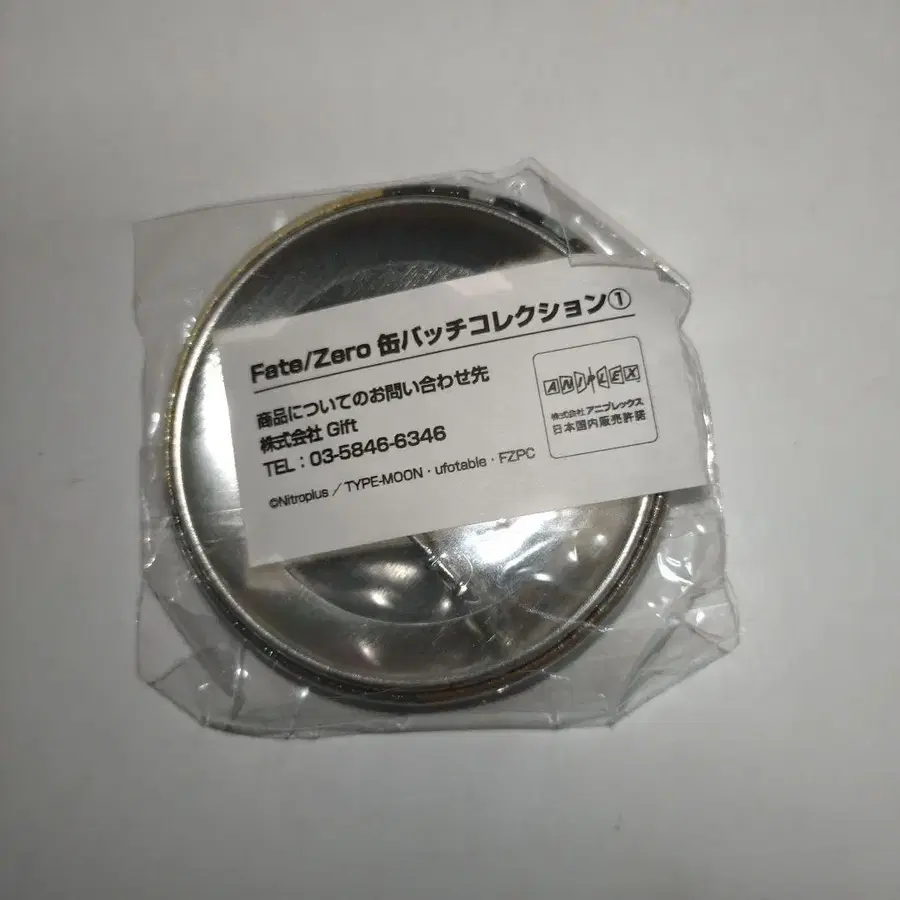 Fate/Zero 缶バッチコレクション①
商品についてのお問い合わせ先
株式会社 Gift
TEL：03-5846-6346
©Nitroplus／TYPE-MOON・ufotable・FZPC
ANIPLEX
株式会社 アニプレックス
日本国内販売許諾